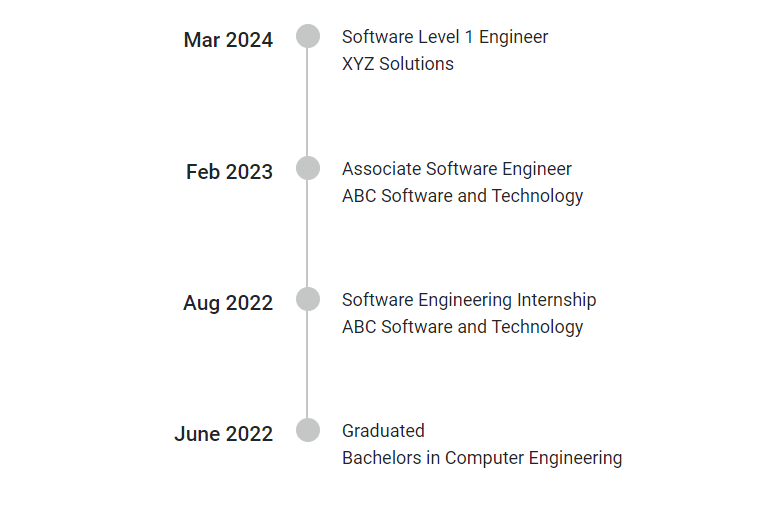 Mar 2024
Software Level 1 Engineer
XYZ Solutions
Feb 2023
Associate Software Engineer
ABC Software and Technology
Aug 2022
Software Engineering Internship
ABC Software and Technology
June 2022
Graduated
Bachelors in Computer Engineering